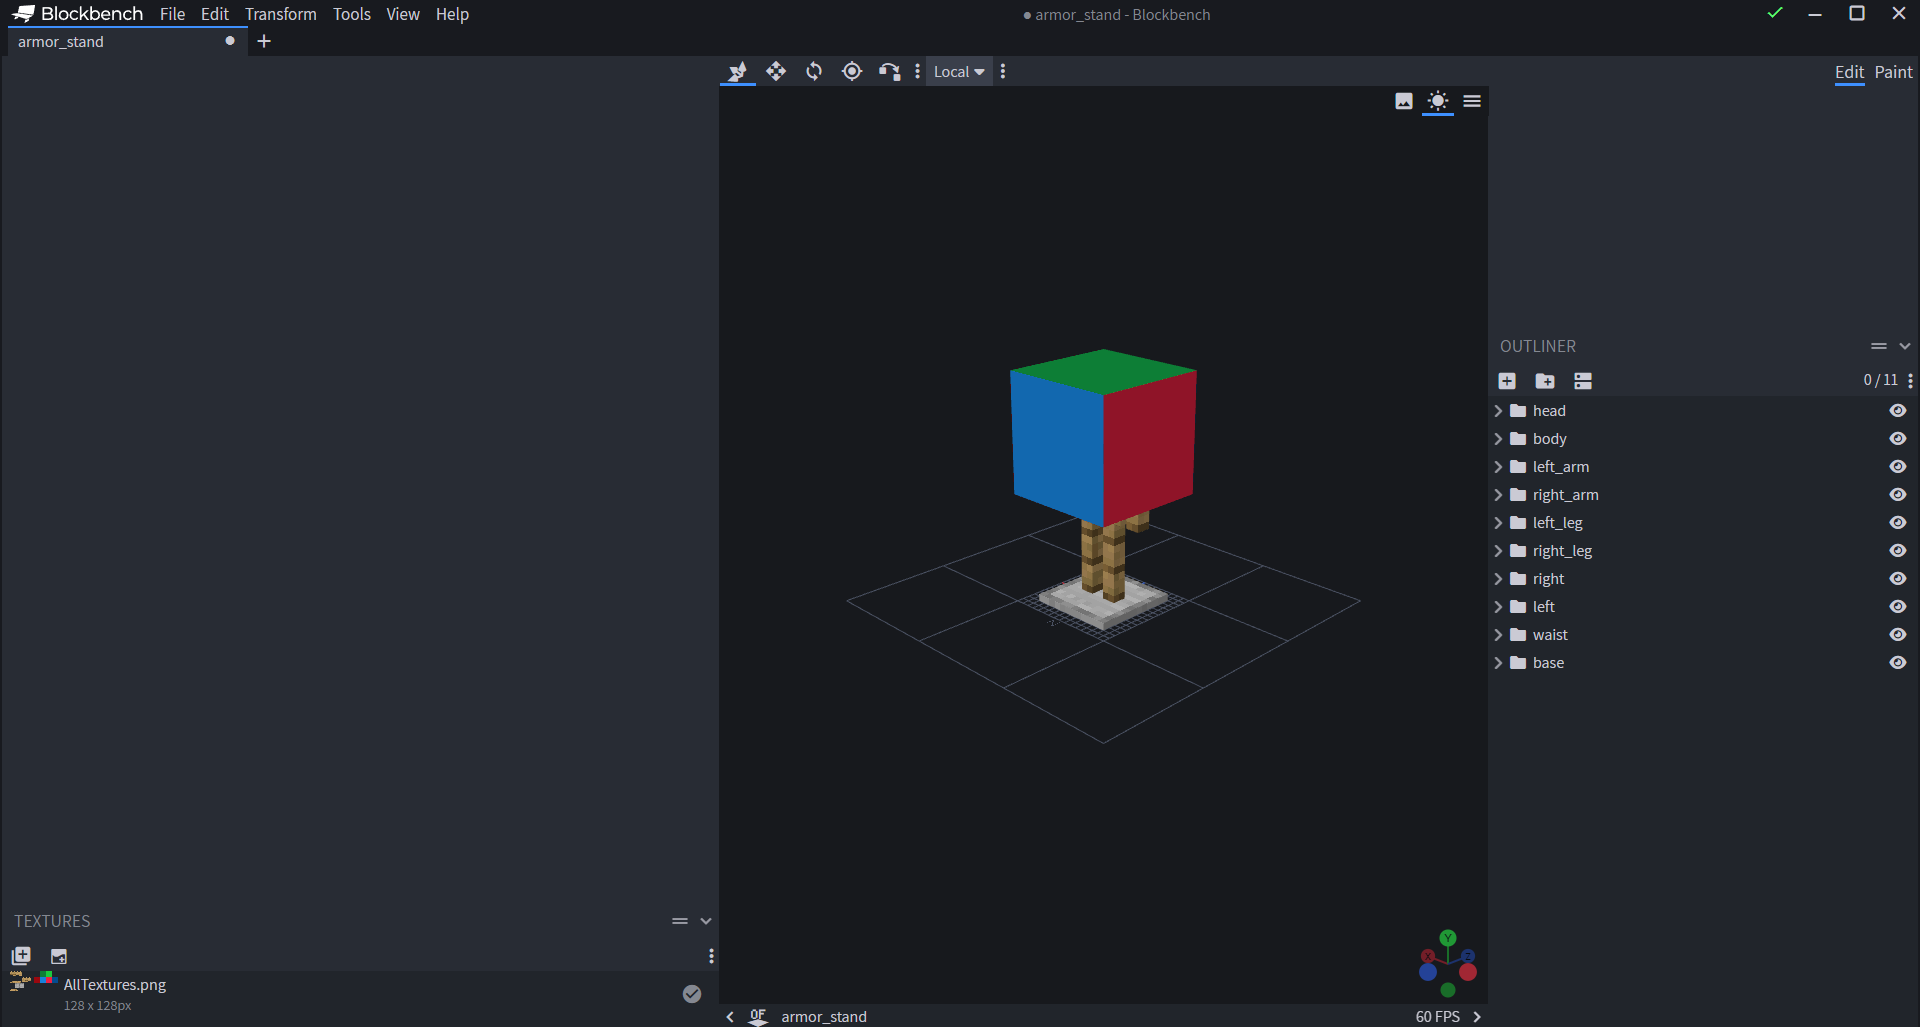 Blockbench File Edit Transform Tools View Help
● armor_stand - Blockbench
armor_stand
Local
Edit Paint
OUTLINER
0 / 11
head
body
left_arm
right_arm
left_leg
right_leg
right
left
waist
base
TEXTURES
AllTextures.png
128 x 128px
Y
X
Z
OF
armor_stand
60 FPS